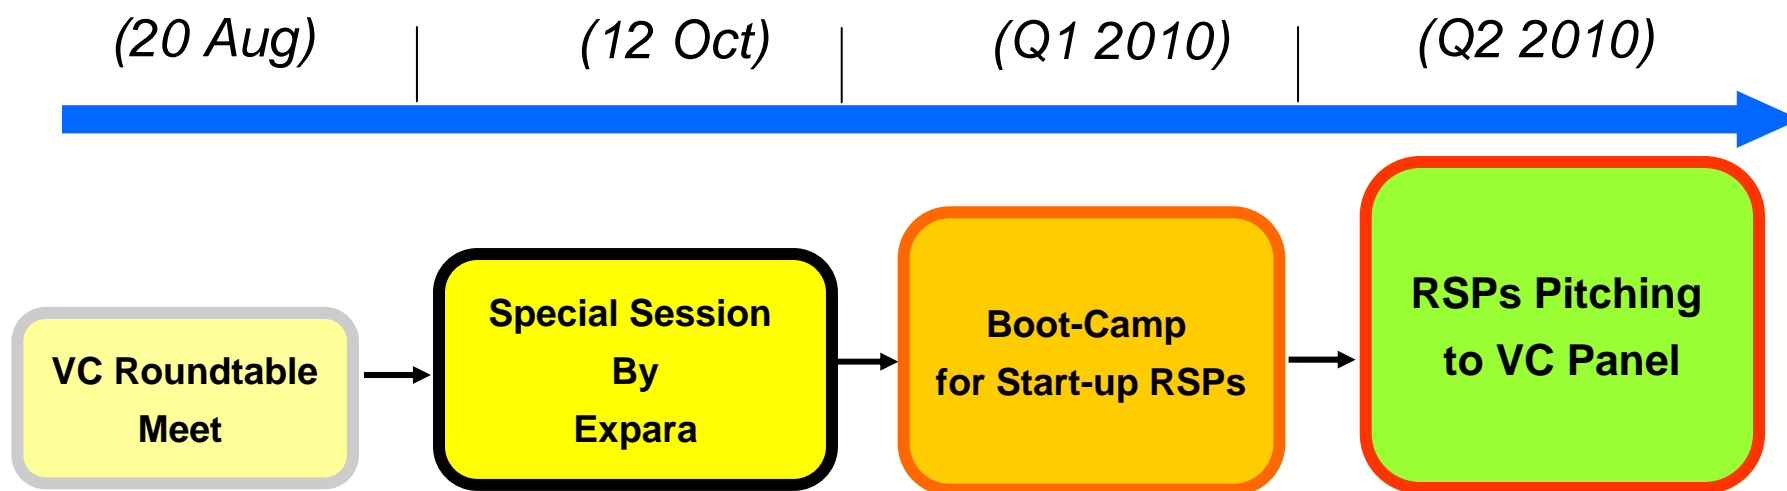 (20 Aug)
(12 Oct)
(Q1 2010)
(Q2 2010)
VC Roundtable
Meet
Special Session
By
Expara
Boot-Camp
for Start-up RSPs
RSPs Pitching
to VC Panel